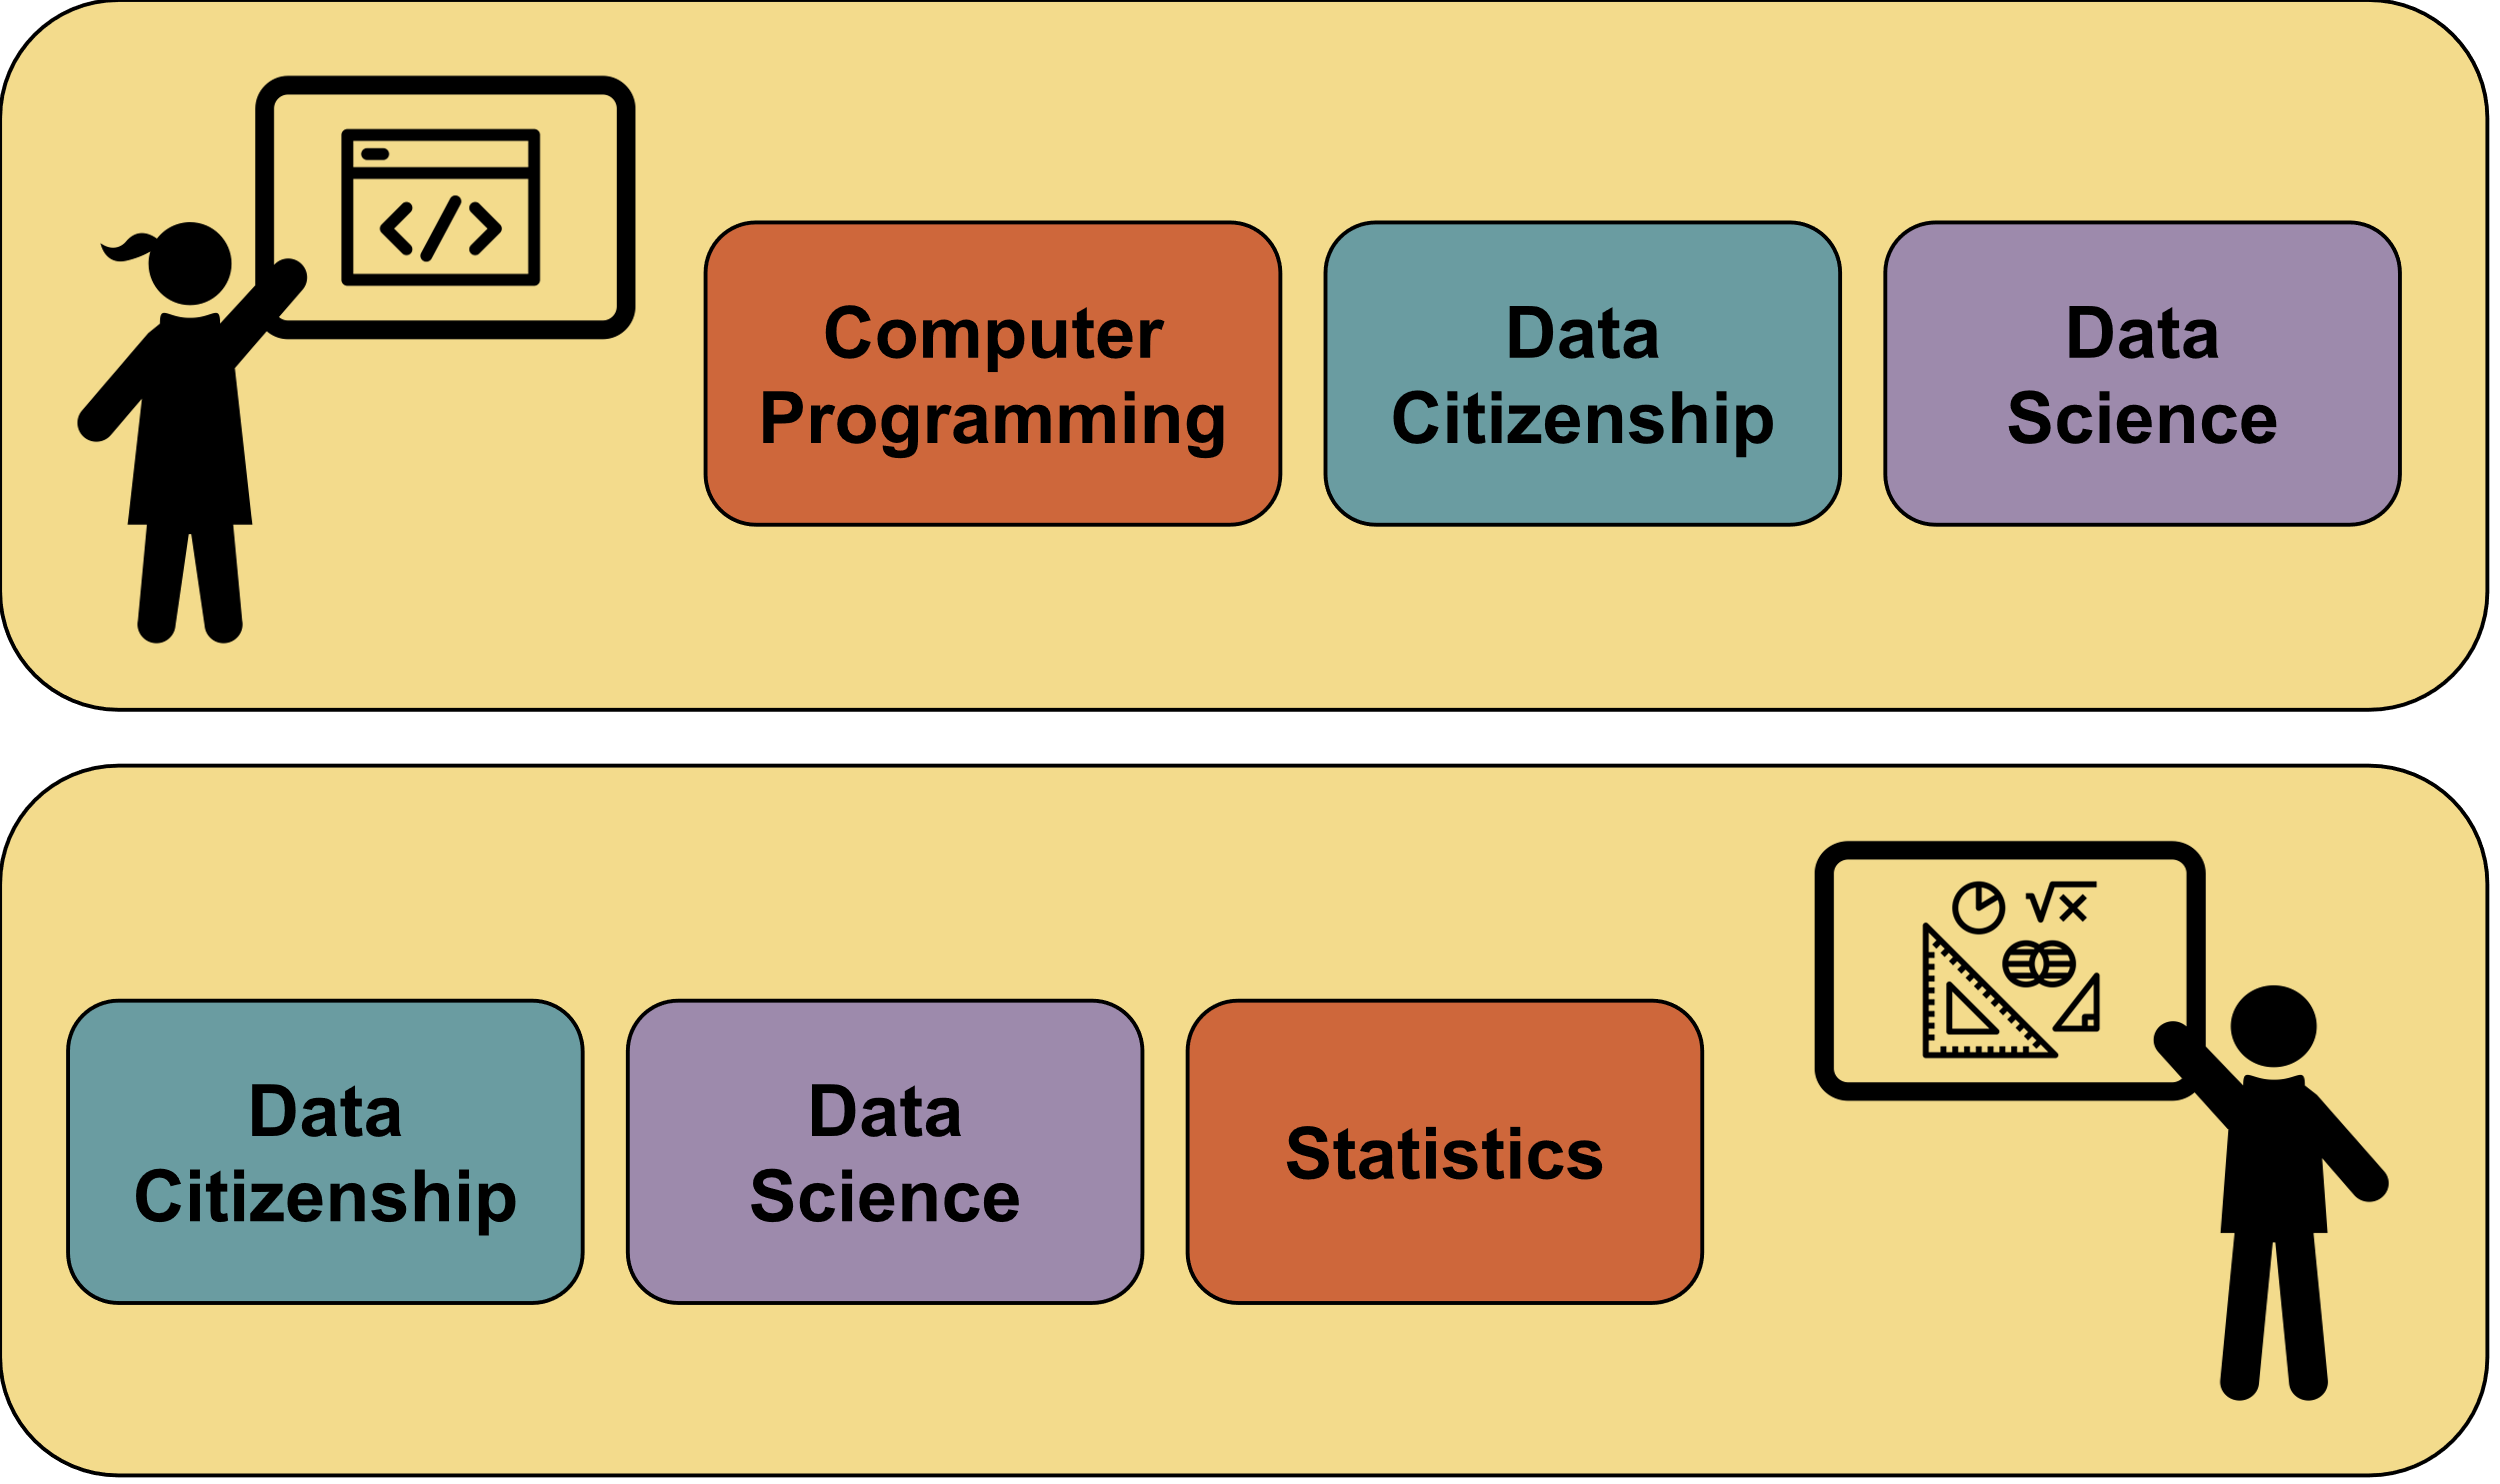 Computer
Programming
Data
Citizenship
Data
Science
Data
Citizenship
Data
Science
Statistics
√x